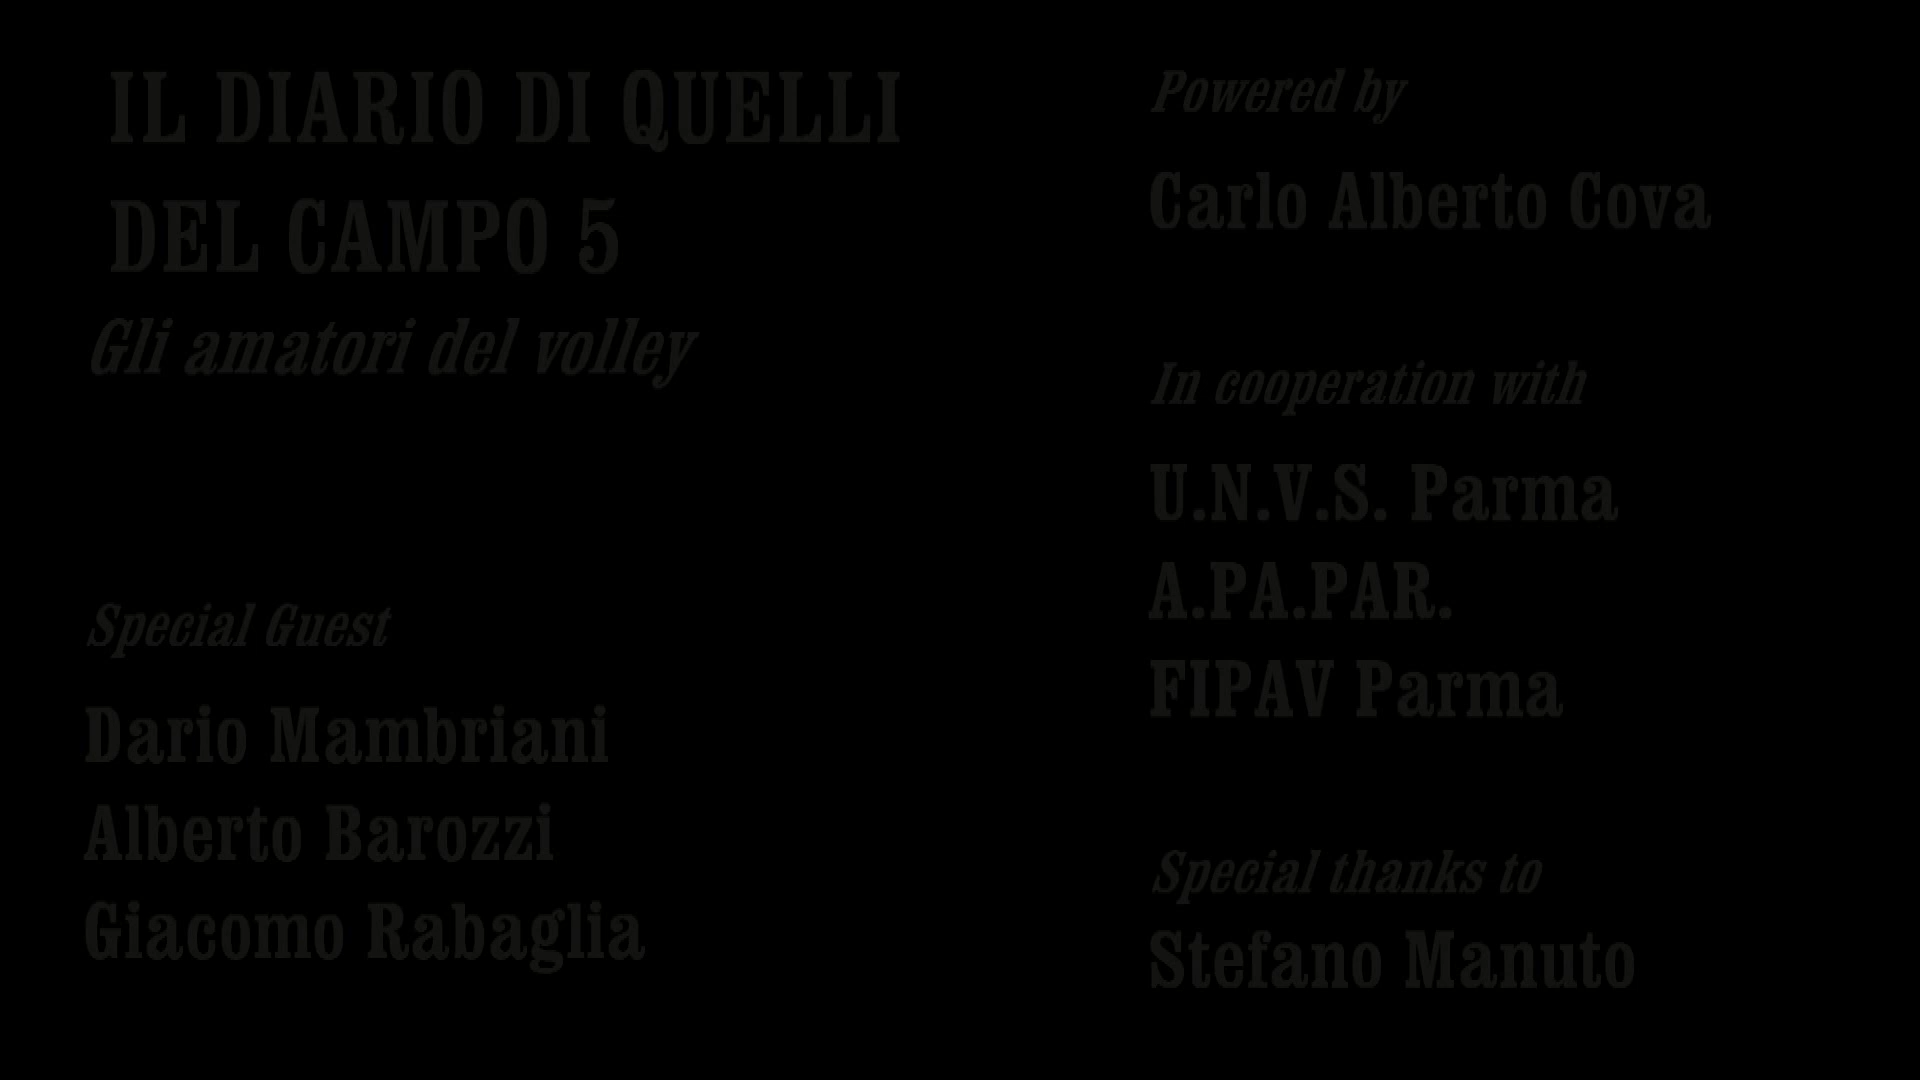 IL DIARIO DI QUELLI
DEL CAMPO 5
Gli amatori del volley
Special Guest
Dario Mambriani
Alberto Barozzi
Giacomo Rabaglia
Powered by
Carlo Alberto Cova
In cooperation with
U.N.V.S. Parma
A.PA.PAR.
FIPAV Parma
Special thanks to
Stefano Manuto